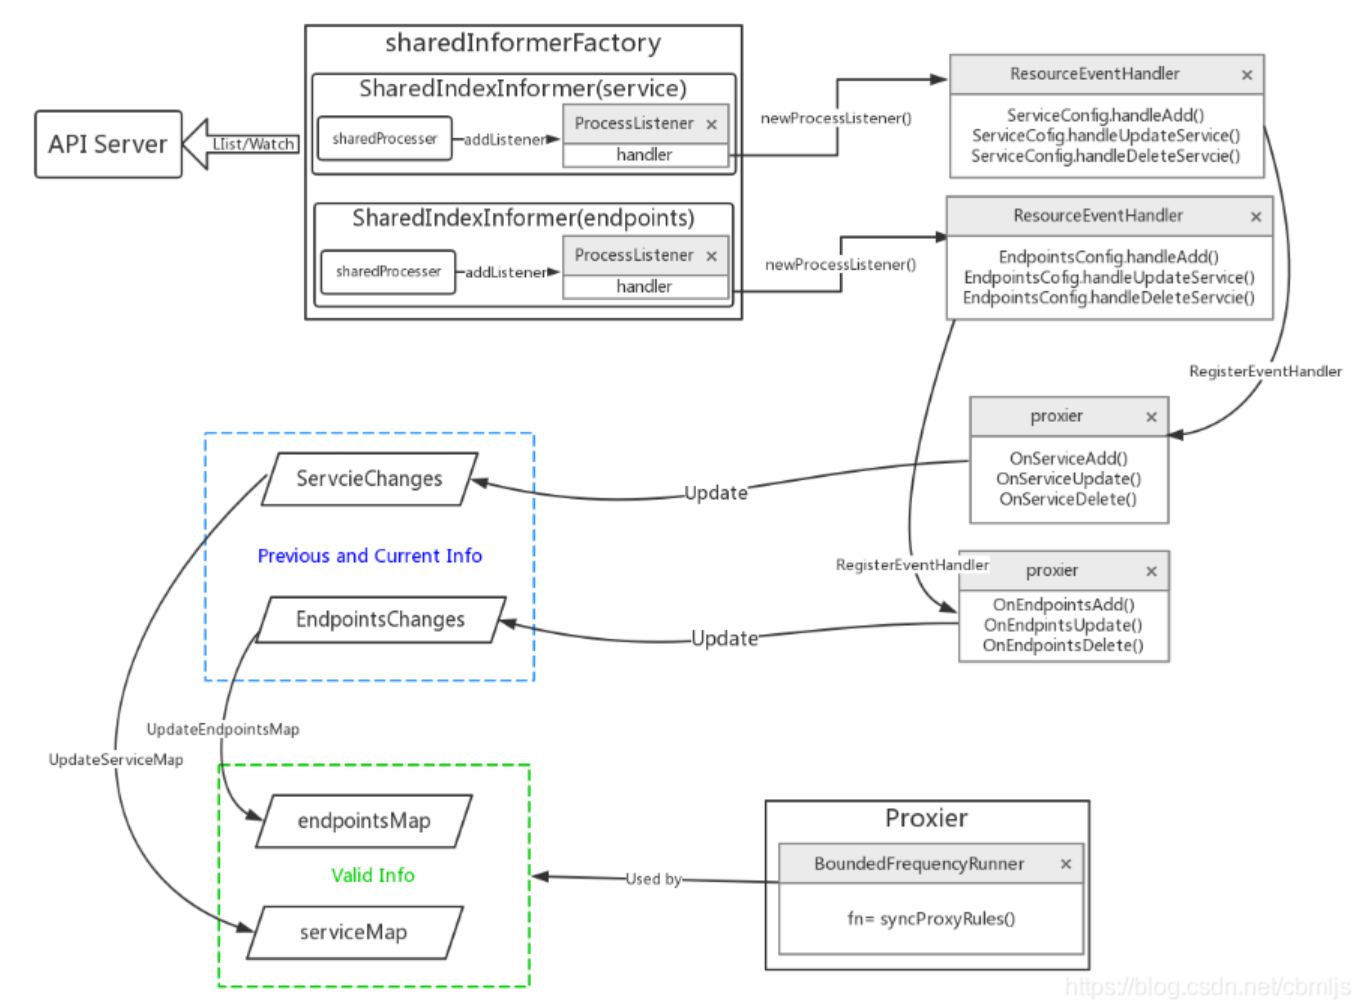 sharedInformerFactory
SharedIndexInformer(service)
API Server
LIist/Watch
sharedProcesser
addListener
ProcessListener
handler
newProcessListener()
ResourceEventHandler
ServiceConfig.handleAdd()
ServiceCofig.handleUpdateService()
ServiceConfig.handleDeleteServcie()
SharedIndexInformer(endpoints)
sharedProcesser
addListener
ProcessListener
handler
newProcessListener()
ResourceEventHandler
EndpointsConfig.handleAdd()
EndpointsCofig.handleUpdateService()
EndpointsConfig.handleDeleteServcie()
RegisterEventHandler
proxier
OnServiceAdd()
OnServiceUpdate()
OnServiceDelete()
ServcieChanges
Update
Previous and Current Info
RegisterEventHandler
proxier
OnEndpointsAdd()
OnEndpintsUpdate()
OnEndpointsDelete()
EndpointsChanges
Update
UpdateEndpointsMap
UpdateServiceMap
endpointsMap
Valid Info
serviceMap
Used by
Proxier
BoundedFrequencyRunner
fn= syncProxyRules()
https://blog.csdn.net/cbmljs